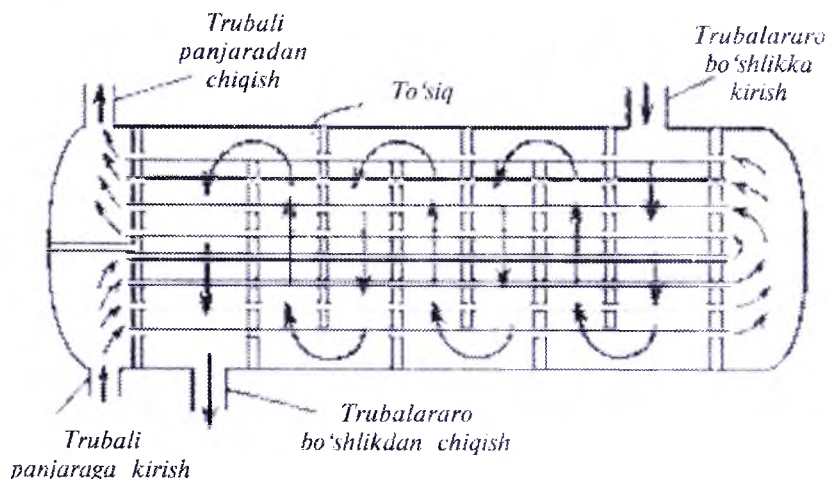 Trubali
panjaradan
chiqish
To'siq
Trubalararo
bo'shlikka
kirish
Trubali
panjaraga kirish
Trubalararo
bo'shlikdan chiqish